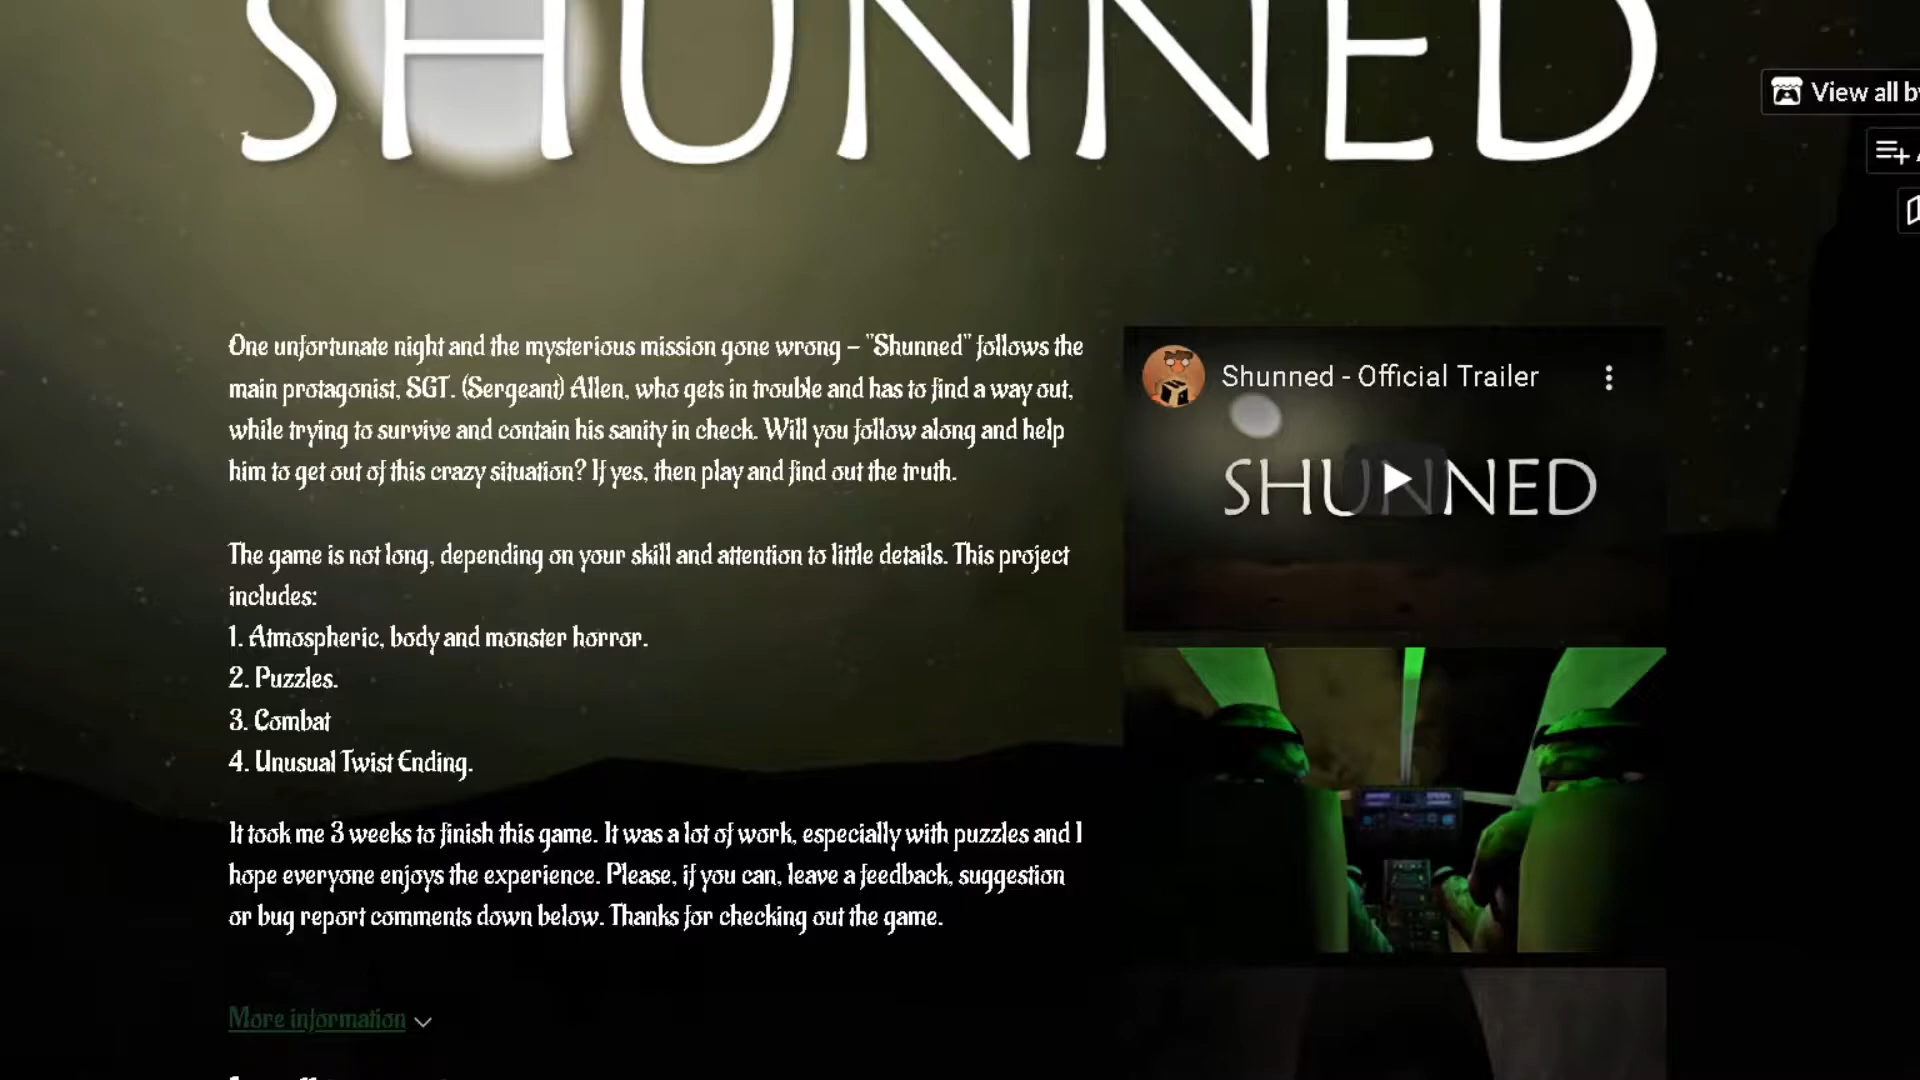 SHUNNED
View all by
One unfortunate night and the mysterious mission gone wrong – "Shunned" follows the
main protagonist, SGT. (Sergeant) Allen, who gets in trouble and has to find a way out,
while trying to survive and contain his sanity in check. Will you follow along and help
him to get out of this crazy situation? If yes, then play and find out the truth.
Shunned - Official Trailer
SHUNNED
The game is not long, depending on your skill and attention to little details. This project
includes:
1. Atmospheric, body and monster horror.
2. Puzzles.
3. Combat
4. Unusual Twist Ending.
It took me 3 weeks to finish this game. It was a lot of work, especially with puzzles and I
hope everyone enjoys the experience. Please, if you can, leave a feedback, suggestion
or bug report comments down below. Thanks for checking out the game.
More information